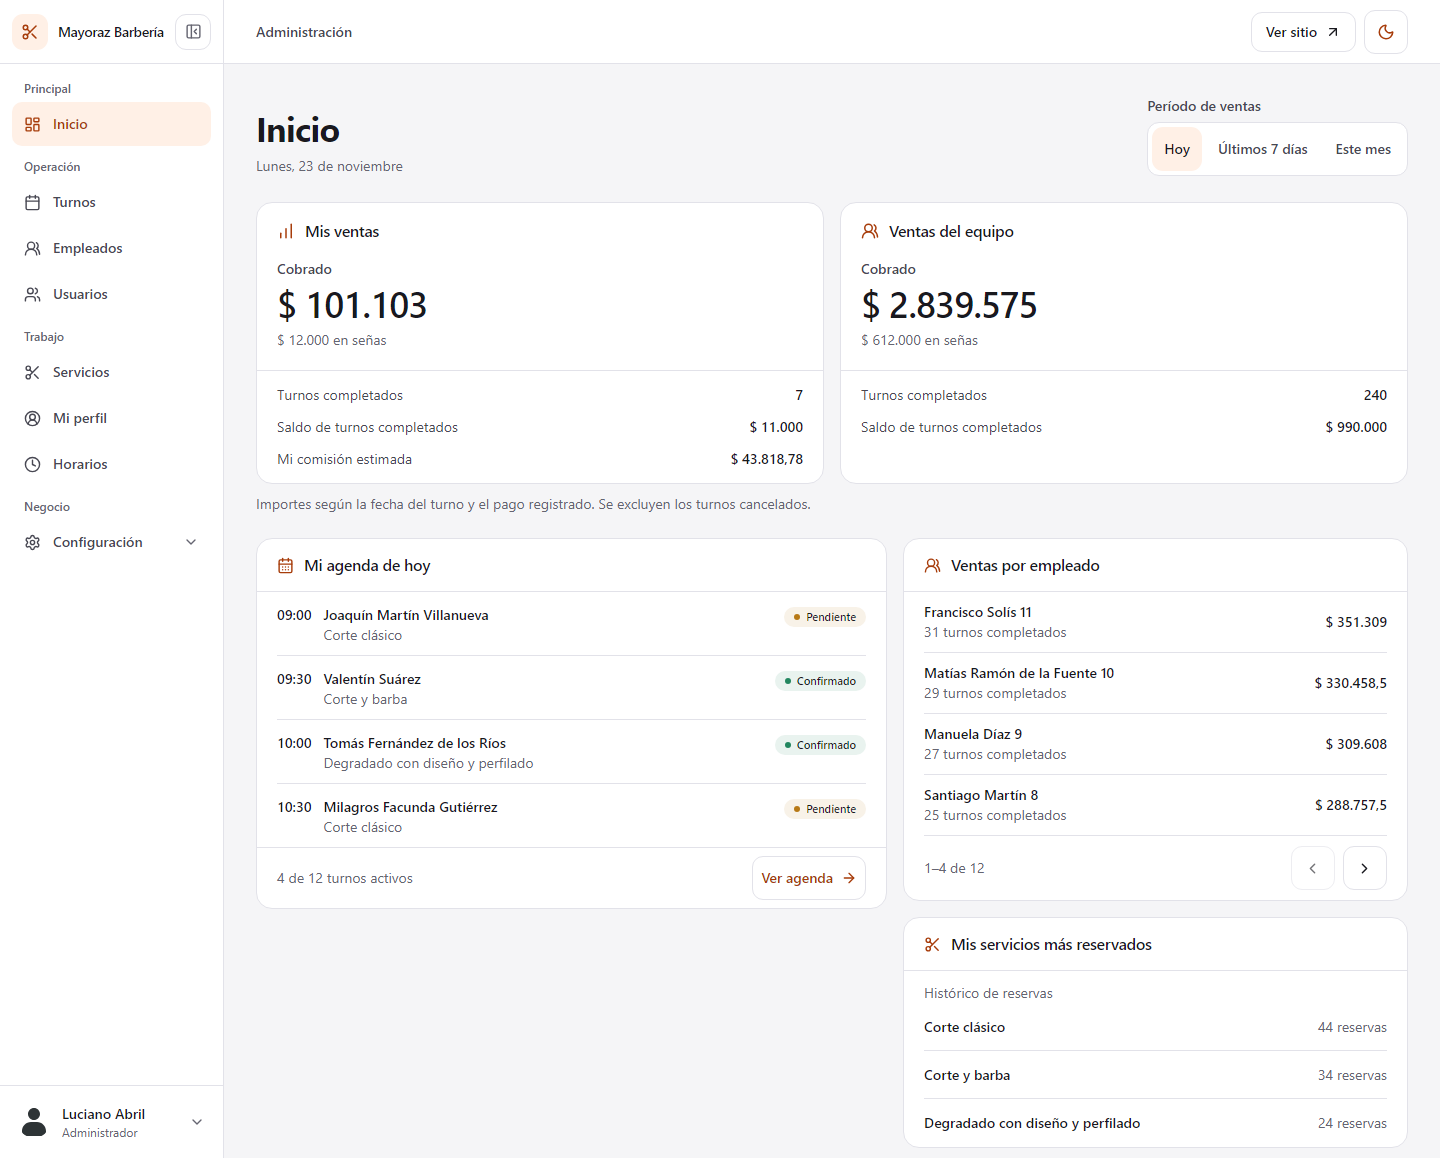 Mayoraz Barbería
Administración
Ver sitio
Principal
Inicio
Operación
Turnos
Empleados
Usuarios
Trabajo
Servicios
Mi perfil
Horarios
Negocio
Configuración
Luciano Abril
Administrador
Inicio
Lunes, 23 de noviembre
Período de ventas
Hoy Últimos 7 días Este mes
Mis ventas
Cobrado
$ 101.103
$ 12.000 en señas
Turnos completados 7
Saldo de turnos completados $ 11.000
Mi comisión estimada $ 43.818,78
Ventas del equipo
Cobrado
$ 2.839.575
$ 612.000 en señas
Turnos completados 240
Saldo de turnos completados $ 990.000
Importes según la fecha del turno y el pago registrado. Se excluyen los turnos cancelados.
Mi agenda de hoy
09:00 Joaquín Martín Villanueva Pendiente
Corte clásico
09:30 Valentín Suárez Confirmado
Corte y barba
10:00 Tomás Fernández de los Ríos Confirmado
Degradado con diseño y perfilado
10:30 Milagros Facunda Gutiérrez Pendiente
Corte clásico
4 de 12 turnos activos Ver agenda
Ventas por empleado
Francisco Solís 11 $ 351.309
31 turnos completados
Matías Ramón de la Fuente 10 $ 330.458,5
29 turnos completados
Manuela Díaz 9 $ 309.608
27 turnos completados
Santiago Martín 8 $ 288.757,5
25 turnos completados
1–4 de 12
Mis servicios más reservados
Histórico de reservas
Corte clásico 44 reservas
Corte y barba 34 reservas
Degradado con diseño y perfilado 24 reservas